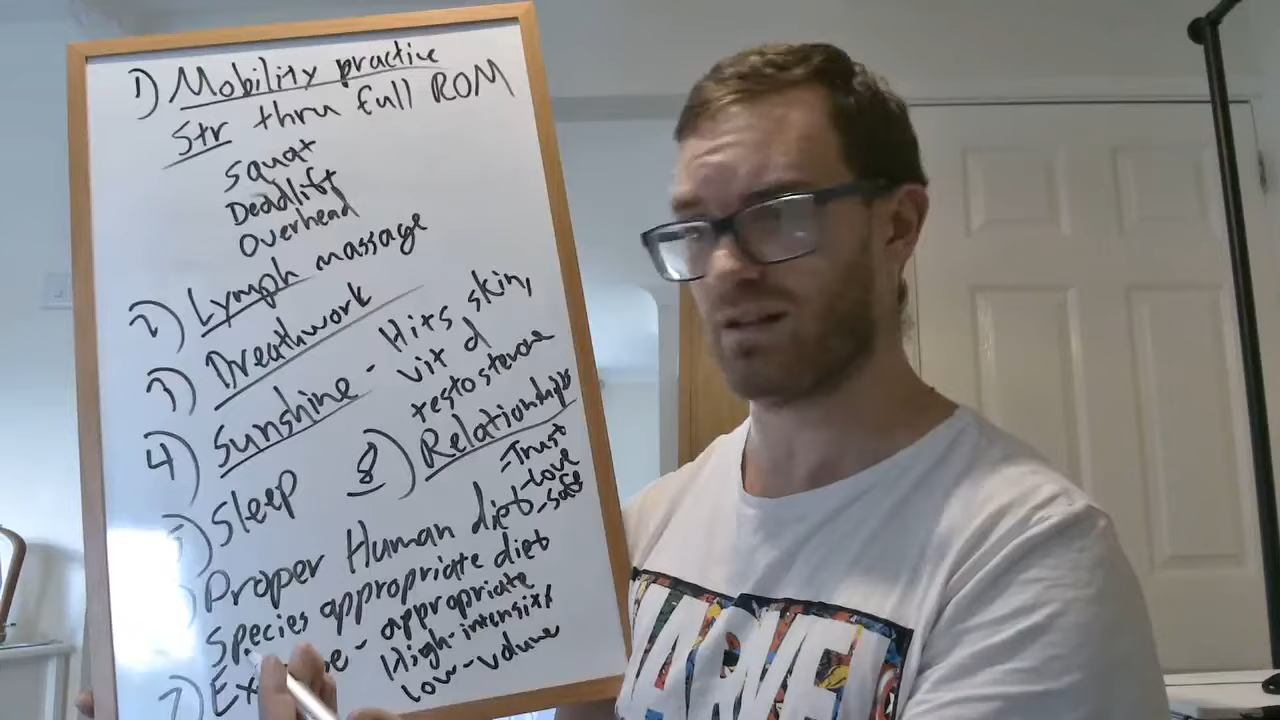 1) Mobility practice
Str thru full ROM
Squat
Deadlift
Overhead
2) Lymph massage
3) Breathwork
4) Sunshine - Hits skin,
vit d
testosterone
5) Sleep
8) Relationships
-Trust
-Love
-Safe
Proper Human diet
Species appropriate diet
7) Ex - appropriate
High-intensity
low-volume
MARVEL